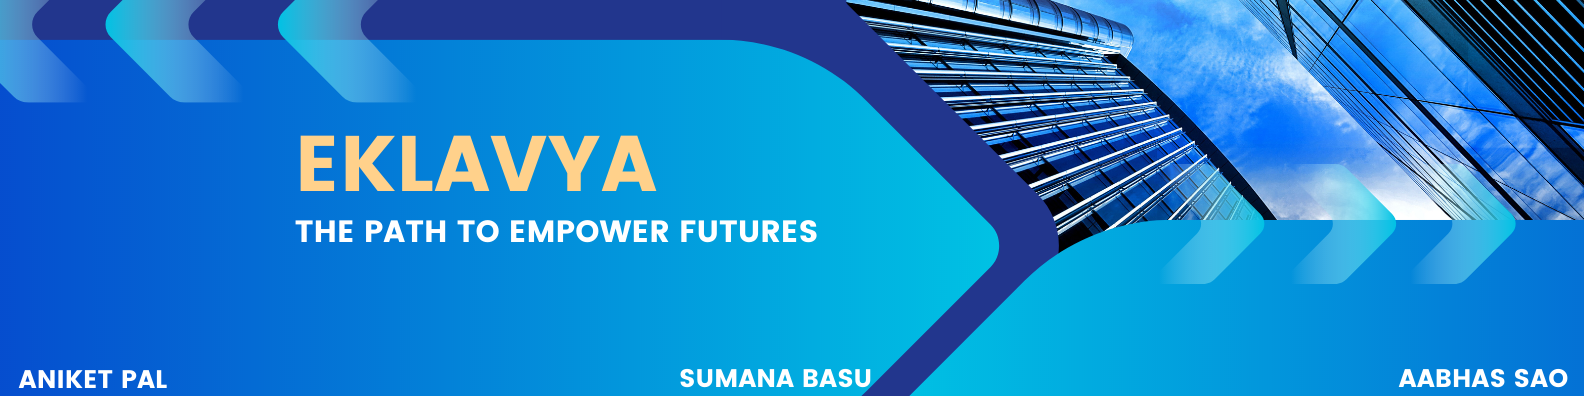 EKLAVYA
THE PATH TO EMPOWER FUTURES
ANIKET PAL
SUMANA BASU
AABHAS SAO